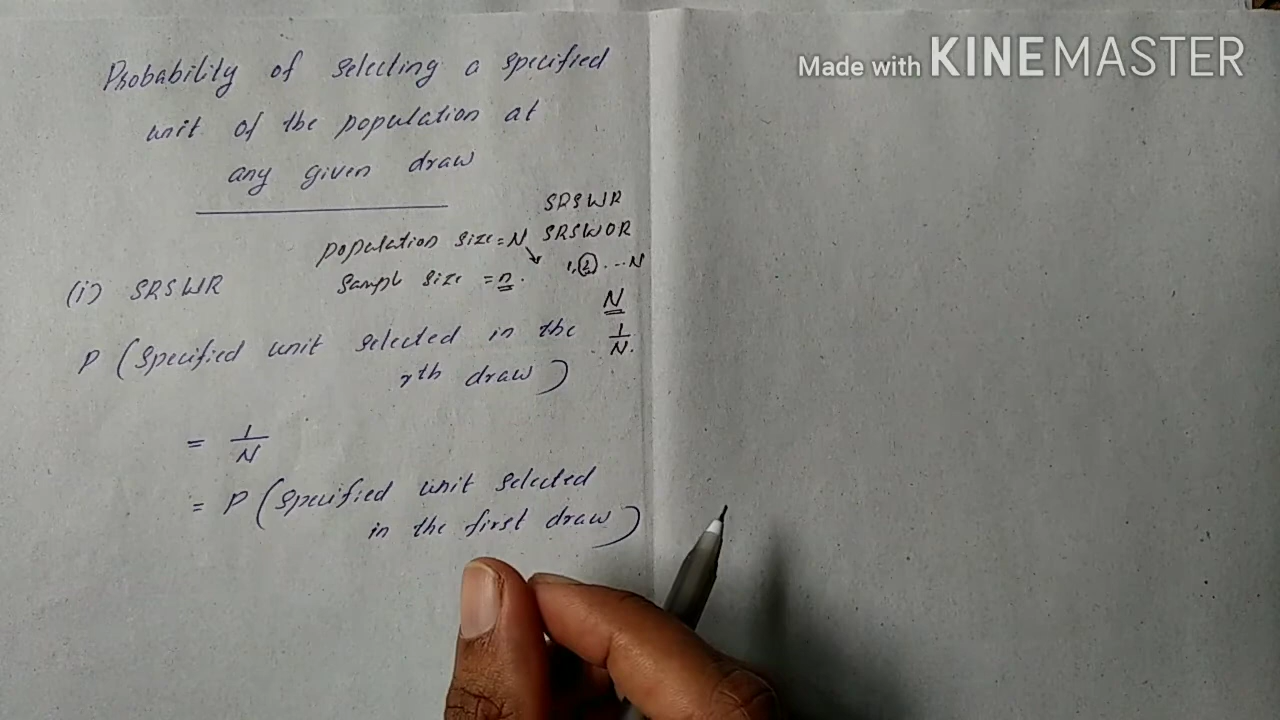 Made with KINEMASTER
Probability of selecting a specified
unit of the population at
any given draw
SRSWR
population size = N SRSWOR
1, 2 ... N
(i) SRSWR sample size = n.
N
P (Specified unit selected in the 1/N.
rth draw)
= 1/N
= P (Specified unit selected
in the first draw)